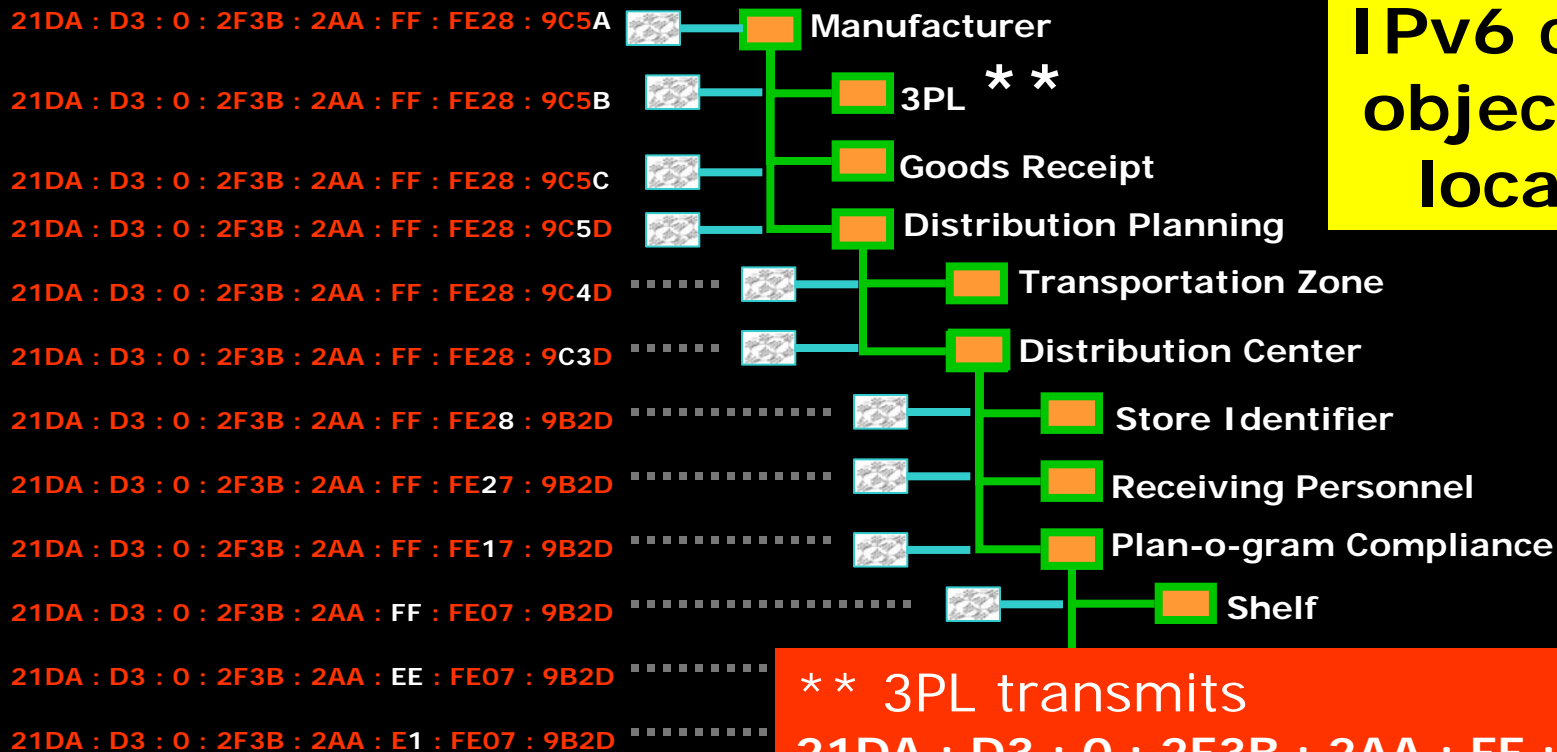 21DA : D3 : 0 : 2F3B : 2AA : FF : FE28 : 9C5A
Manufacturer
21DA : D3 : 0 : 2F3B : 2AA : FF : FE28 : 9C5B
3PL **
21DA : D3 : 0 : 2F3B : 2AA : FF : FE28 : 9C5C
Goods Receipt
21DA : D3 : 0 : 2F3B : 2AA : FF : FE28 : 9C5D
Distribution Planning
21DA : D3 : 0 : 2F3B : 2AA : FF : FE28 : 9C4D
Transportation Zone
21DA : D3 : 0 : 2F3B : 2AA : FF : FE28 : 9C3D
Distribution Center
21DA : D3 : 0 : 2F3B : 2AA : FF : FE28 : 9B2D
Store Identifier
21DA : D3 : 0 : 2F3B : 2AA : FF : FE27 : 9B2D
Receiving Personnel
21DA : D3 : 0 : 2F3B : 2AA : FF : FE17 : 9B2D
Plan-o-gram Compliance
21DA : D3 : 0 : 2F3B : 2AA : FF : FE07 : 9B2D
Shelf
21DA : D3 : 0 : 2F3B : 2AA : EE : FE07 : 9B2D
21DA : D3 : 0 : 2F3B : 2AA : E1 : FE07 : 9B2D
IPv6
** 3PL transmits
21DA : D3 : 0 : 2F3B : 2AA : FF :